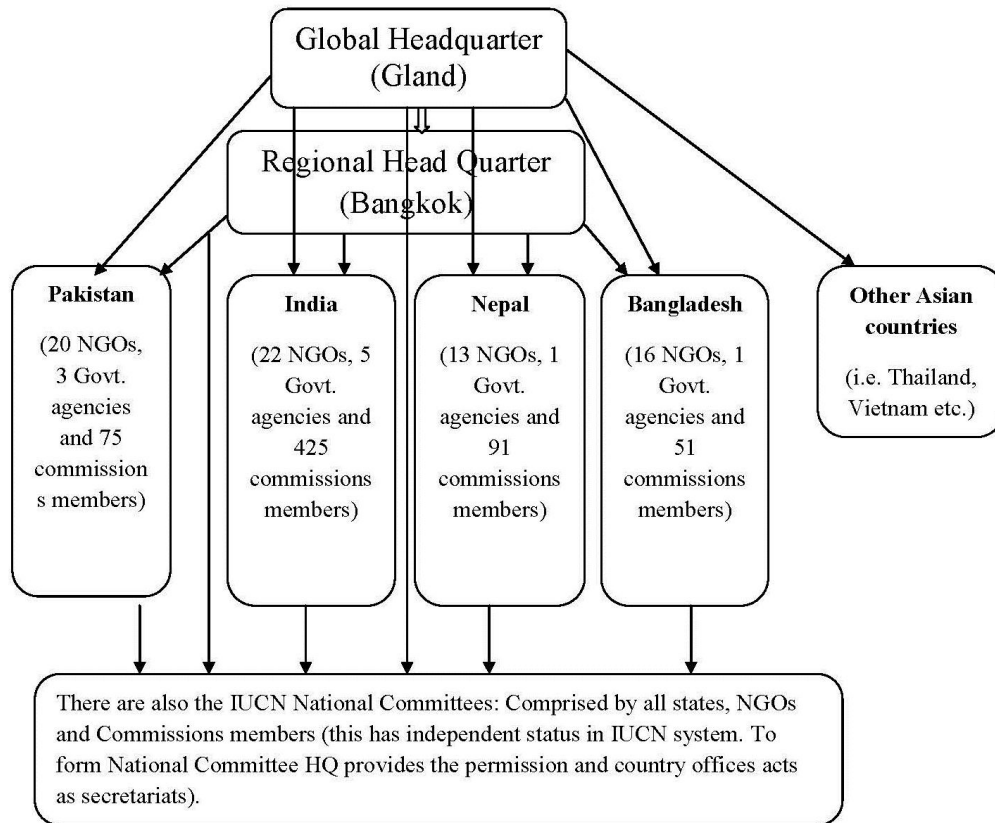 Global Headquarter
(Gland)
Regional Head Quarter
(Bangkok)
Pakistan
(20 NGOs,
3 Govt.
agencies
and 75
commission
s members)
India
(22 NGOs, 5
Govt.
agencies and
425
commissions
members)
Nepal
(13 NGOs, 1
Govt.
agencies and
91
commissions
members)
Bangladesh
(16 NGOs, 1
Govt.
agencies and
51
commissions
members)
Other Asian
countries
(i.e. Thailand,
Vietnam etc.)
There are also the IUCN National Committees: Comprised by all states, NGOs
and Commissions members (this has independent status in IUCN system. To
form National Committee HQ provides the permission and country offices acts
as secretariats).